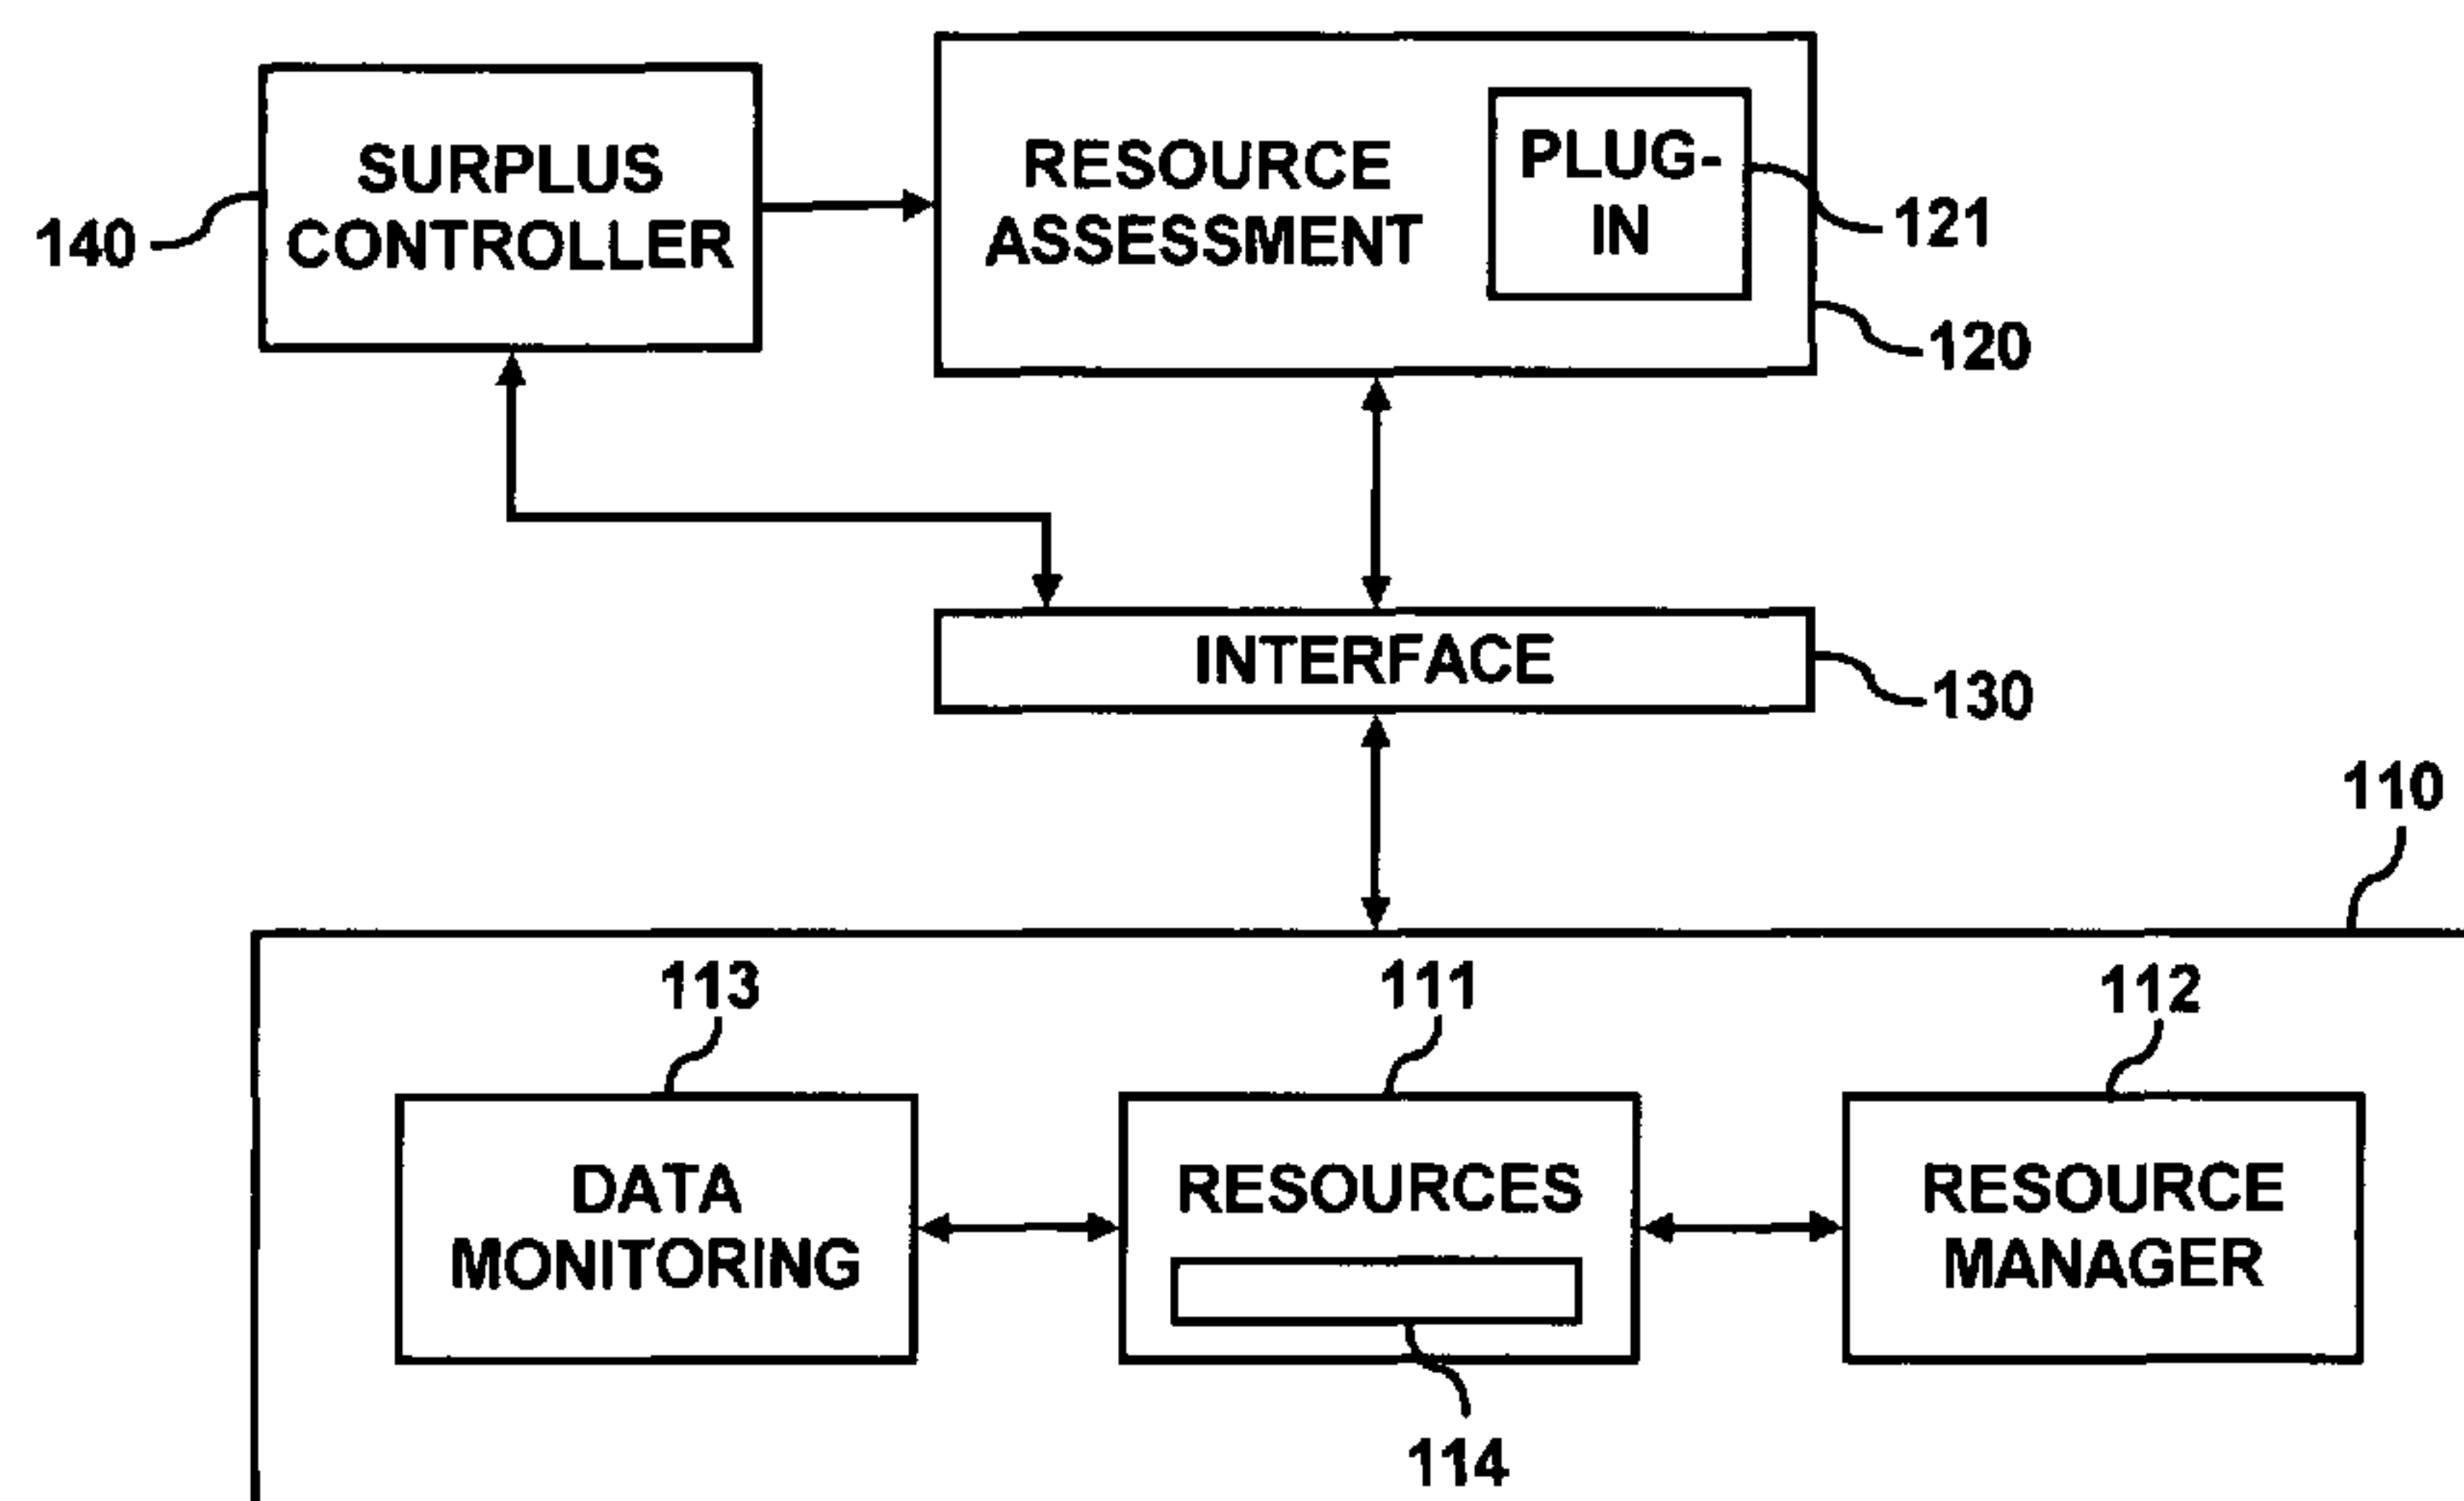 SURPLUS
CONTROLLER
140
RESOURCE
ASSESSMENT
PLUG-
IN
121
120
INTERFACE
130
110
113
111
112
DATA
MONITORING
RESOURCES
RESOURCE
MANAGER
114